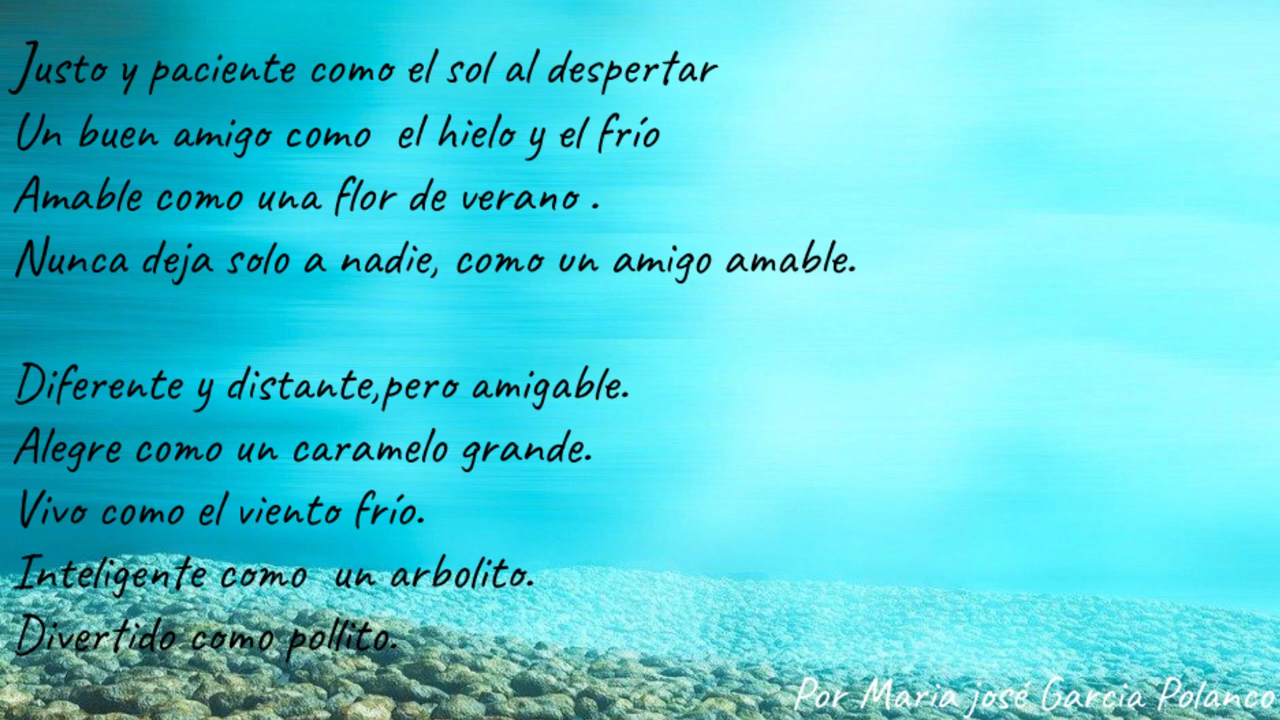 Justo y paciente como el sol al despertar
Un buen amigo como el hielo y el frío
Amable como una flor de verano .
Nunca deja solo a nadie, como un amigo amable.
Diferente y distante,pero amigable.
Alegre como un caramelo grande.
Vivo como el viento frío.
Inteligente como un arbolito.
Divertido como pollito.
Por Maria josé Garcia Polanco